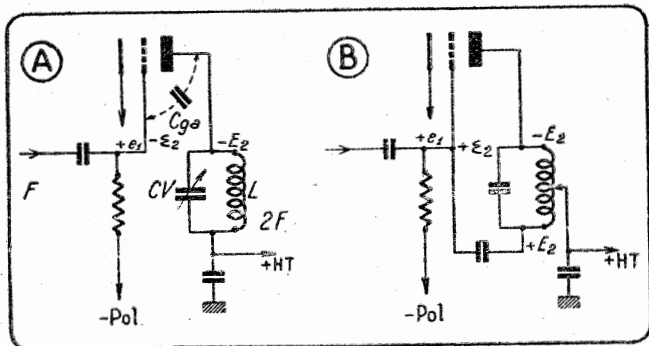 A
Cga
+e₁
-ε₂
-E₂
F
CV
L
2F
+HT
-Pol
B
+e₁
+ε₂
-E₂
+E₂
+HT
-Pol